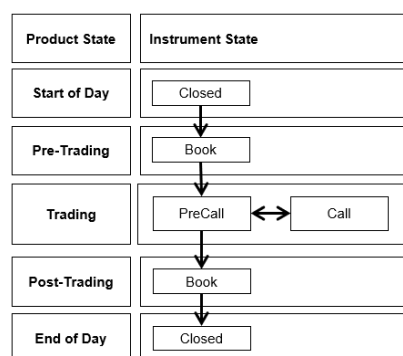 Product State
Instrument State
Start of Day
Closed
Pre-Trading
Book
Trading
PreCall
Call
Post-Trading
Book
End of Day
Closed